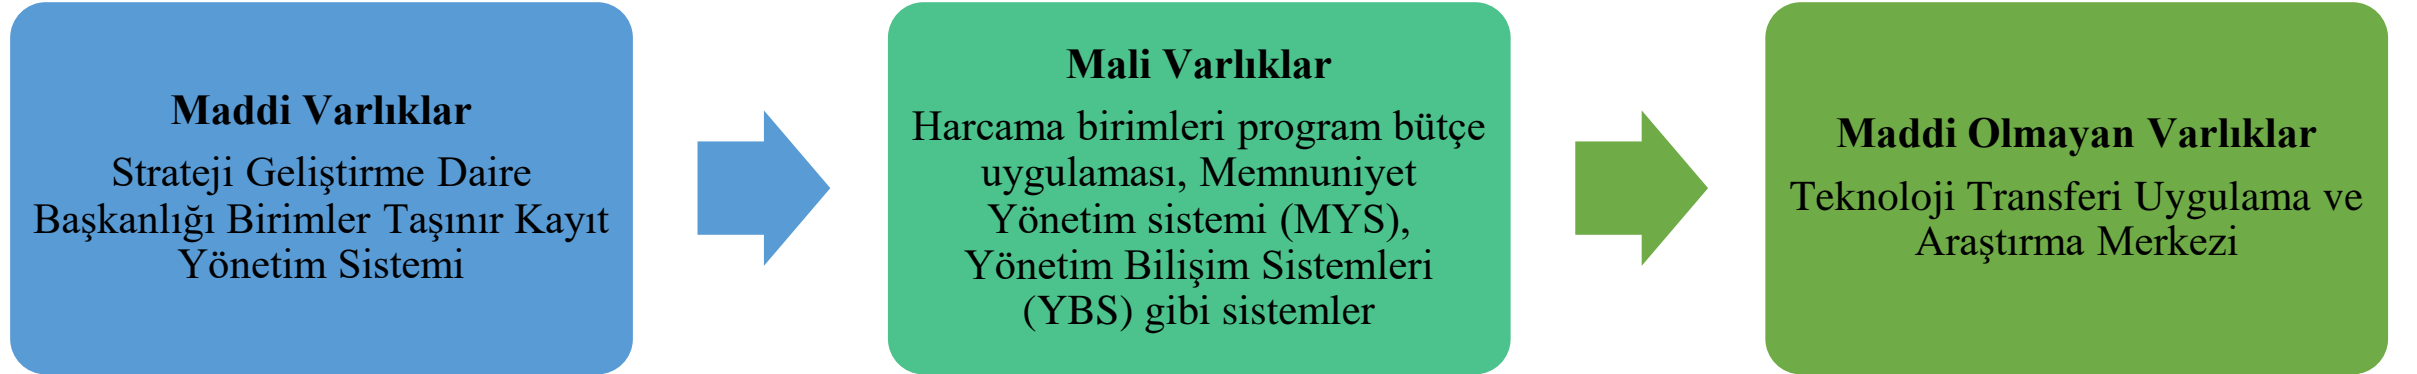 Maddi Varlıklar
Strateji Geliştirme Daire
Başkanlığı Birimler Taşınır Kayıt
Yönetim Sistemi
Mali Varlıklar
Harcama birimleri program bütçe
uygulaması, Memnuniyet
Yönetim sistemi (MYS),
Yönetim Bilişim Sistemleri
(YBS) gibi sistemler
Maddi Olmayan Varlıklar
Teknoloji Transferi Uygulama ve
Araştırma Merkezi